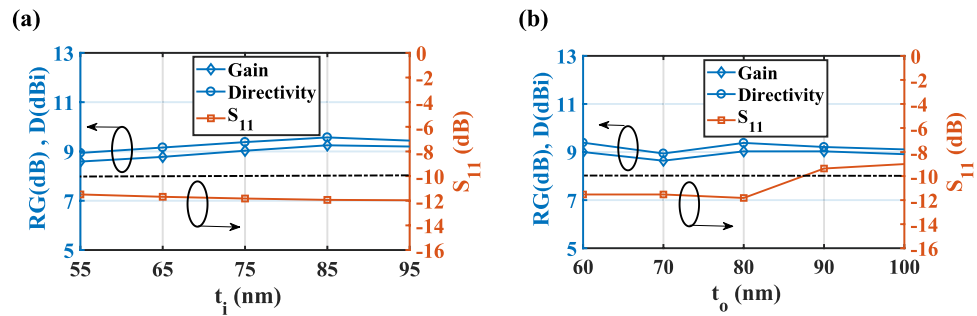 (a)
13
11
9
7
5
RG(dB) , D(dBi)
Gain
Directivity
S11
0
-2
-4
-6
-8
-10
-12
-14
-16
S11 (dB)
55 65 75 85 95
ti (nm)
(b)
13
11
9
7
5
RG(dB) , D(dBi)
Gain
Directivity
S11
0
-2
-4
-6
-8
-10
-12
-14
-16
S11 (dB)
60 70 80 90 100
to (nm)